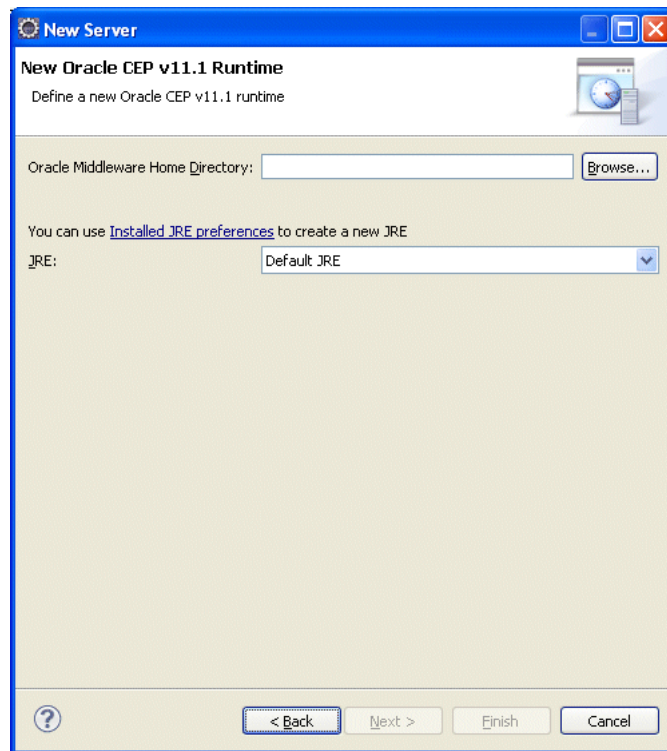 New Server
New Oracle CEP v11.1 Runtime
Define a new Oracle CEP v11.1 runtime
Oracle Middleware Home Directory: Browse...
You can use Installed JRE preferences to create a new JRE
JRE: Default JRE
? < Back Next > Finish Cancel